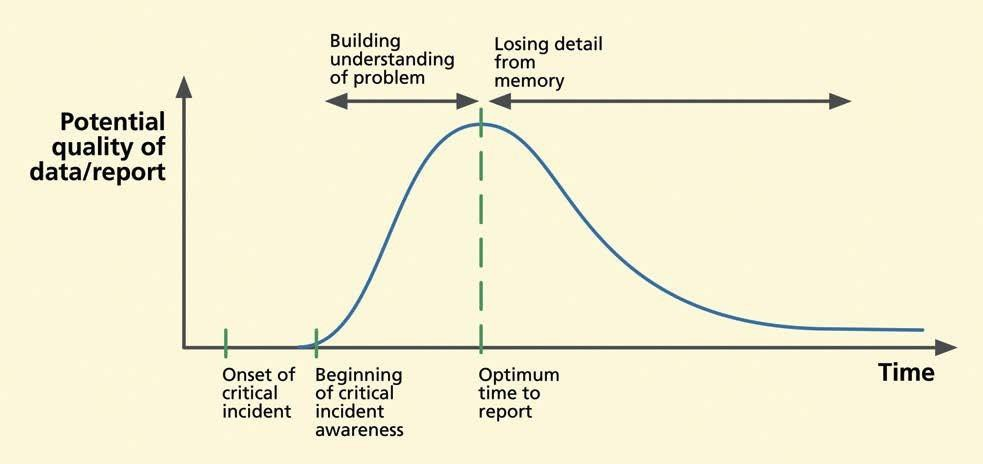 Building
understanding
of problem
Losing detail
from
memory
Potential
quality of
data/report
Onset of
critical
incident
Beginning
of critical
incident
awareness
Optimum
time to
report
Time